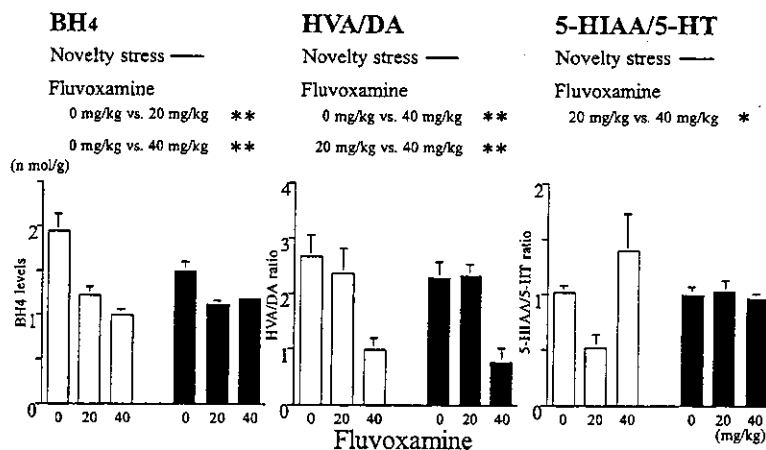 BH4
Novelty stress —
Fluvoxamine
0 mg/kg vs. 20 mg/kg **
0 mg/kg vs. 40 mg/kg **
(n mol/g)
BH4 levels
2
1
0
0 20 40 0 20 40
HVA/DA
Novelty stress —
Fluvoxamine
0 mg/kg vs. 40 mg/kg **
20 mg/kg vs. 40 mg/kg **
HVA/DA ratio
4
3
2
1
0
0 20 40 0 20 40
5-HIAA/5-HT
Novelty stress —
Fluvoxamine
20 mg/kg vs. 40 mg/kg *
5-HIAA/5-HT ratio
2
1
0
0 20 40 0 20 40
(mg/kg)
Fluvoxamine